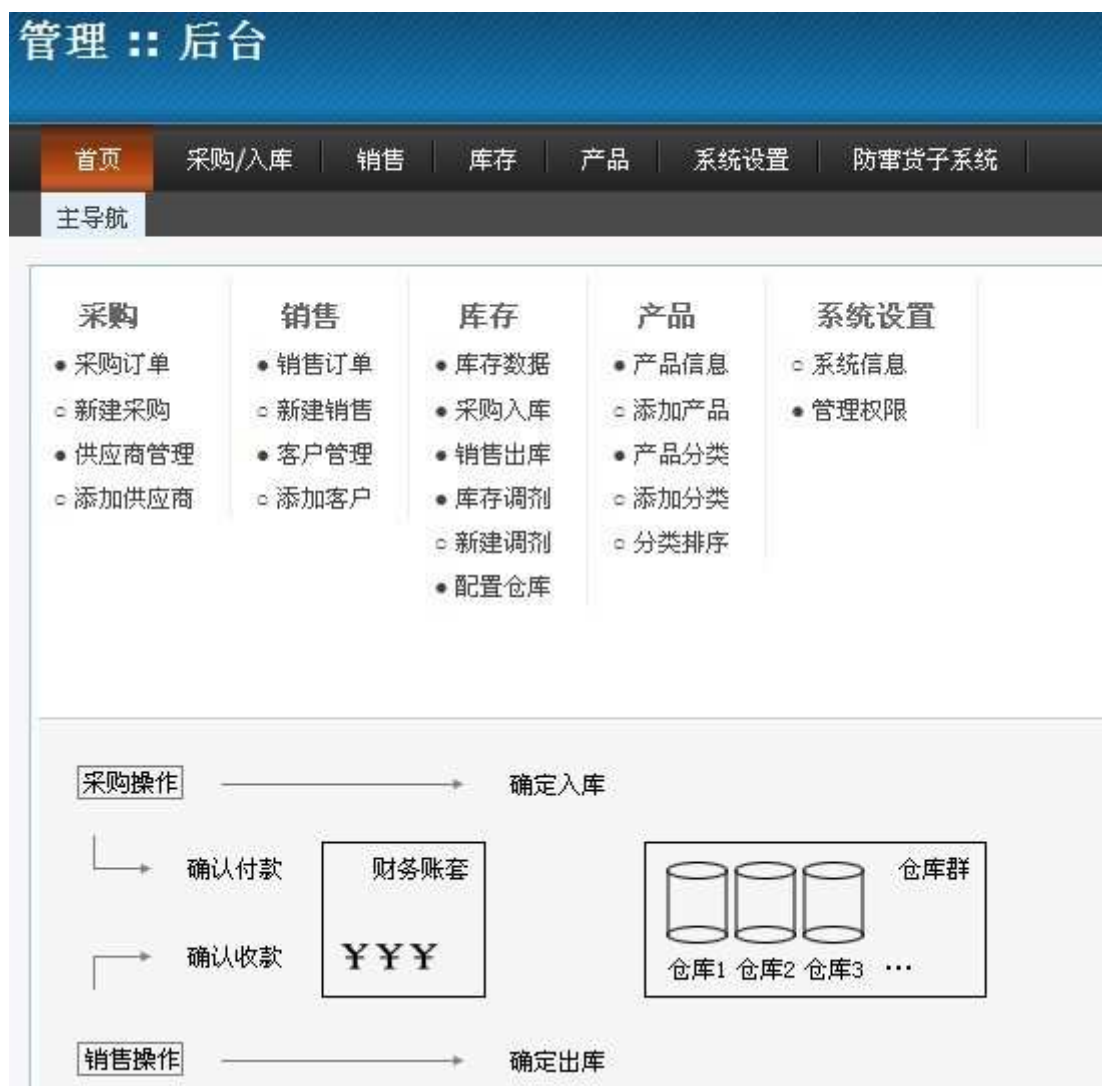 管理 :: 后台
首页 采购/入库 销售 库存 产品 系统设置 防窜货子系统
主导航
采购 销售 库存 产品 系统设置
采购订单 销售订单 库存数据 产品信息 系统信息
新建采购 新建销售 采购入库 添加产品 管理权限
供应商管理 客户管理 销售出库 产品分类
添加供应商 添加客户 库存调剂 添加分类
新建调剂 分类排序
配置仓库
采购操作 确定入库
确认付款 财务账套 仓库群
确认收款 ¥¥¥ 仓库1 仓库2 仓库3 …
销售操作 确定出库